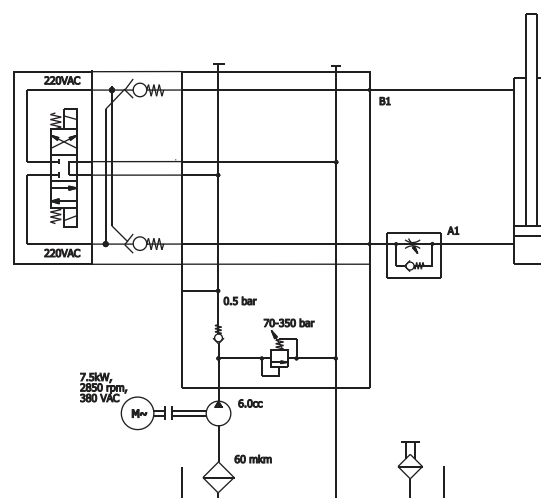 220VAC
B1
220VAC
A1
0.5 bar
70-350 bar
7.5kW,
2850 rpm,
380 VAC
M~
6.0cc
60 mkm